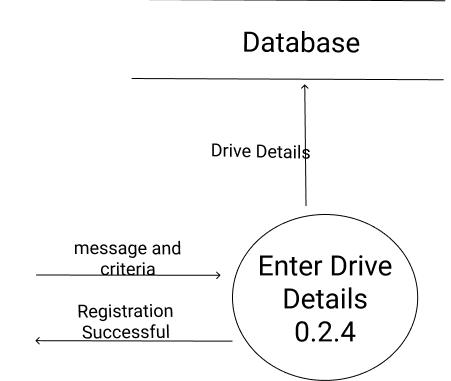 Database
Drive Details
message and
criteria
Enter Drive
Details
0.2.4
Registration
Successful